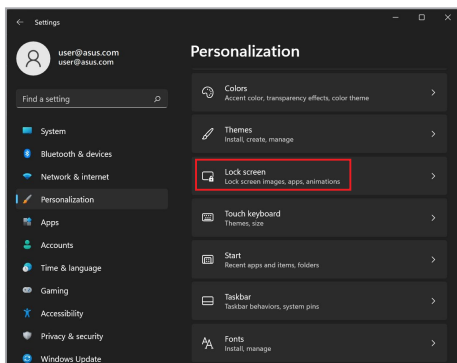 Settings
user@asus.com
user@asus.com
Find a setting
System
Bluetooth & devices
Network & internet
Personalization
Apps
Accounts
Time & language
Gaming
Accessibility
Privacy & security
Windows Update
Personalization
Colors
Accent color, transparency effects, color theme
Themes
Install, create, manage
Lock screen
Lock screen images, apps, animations
Touch keyboard
Themes, size
Start
Recent apps and items, folders
Taskbar
Taskbar behaviors, system pins
Fonts
Install, manage